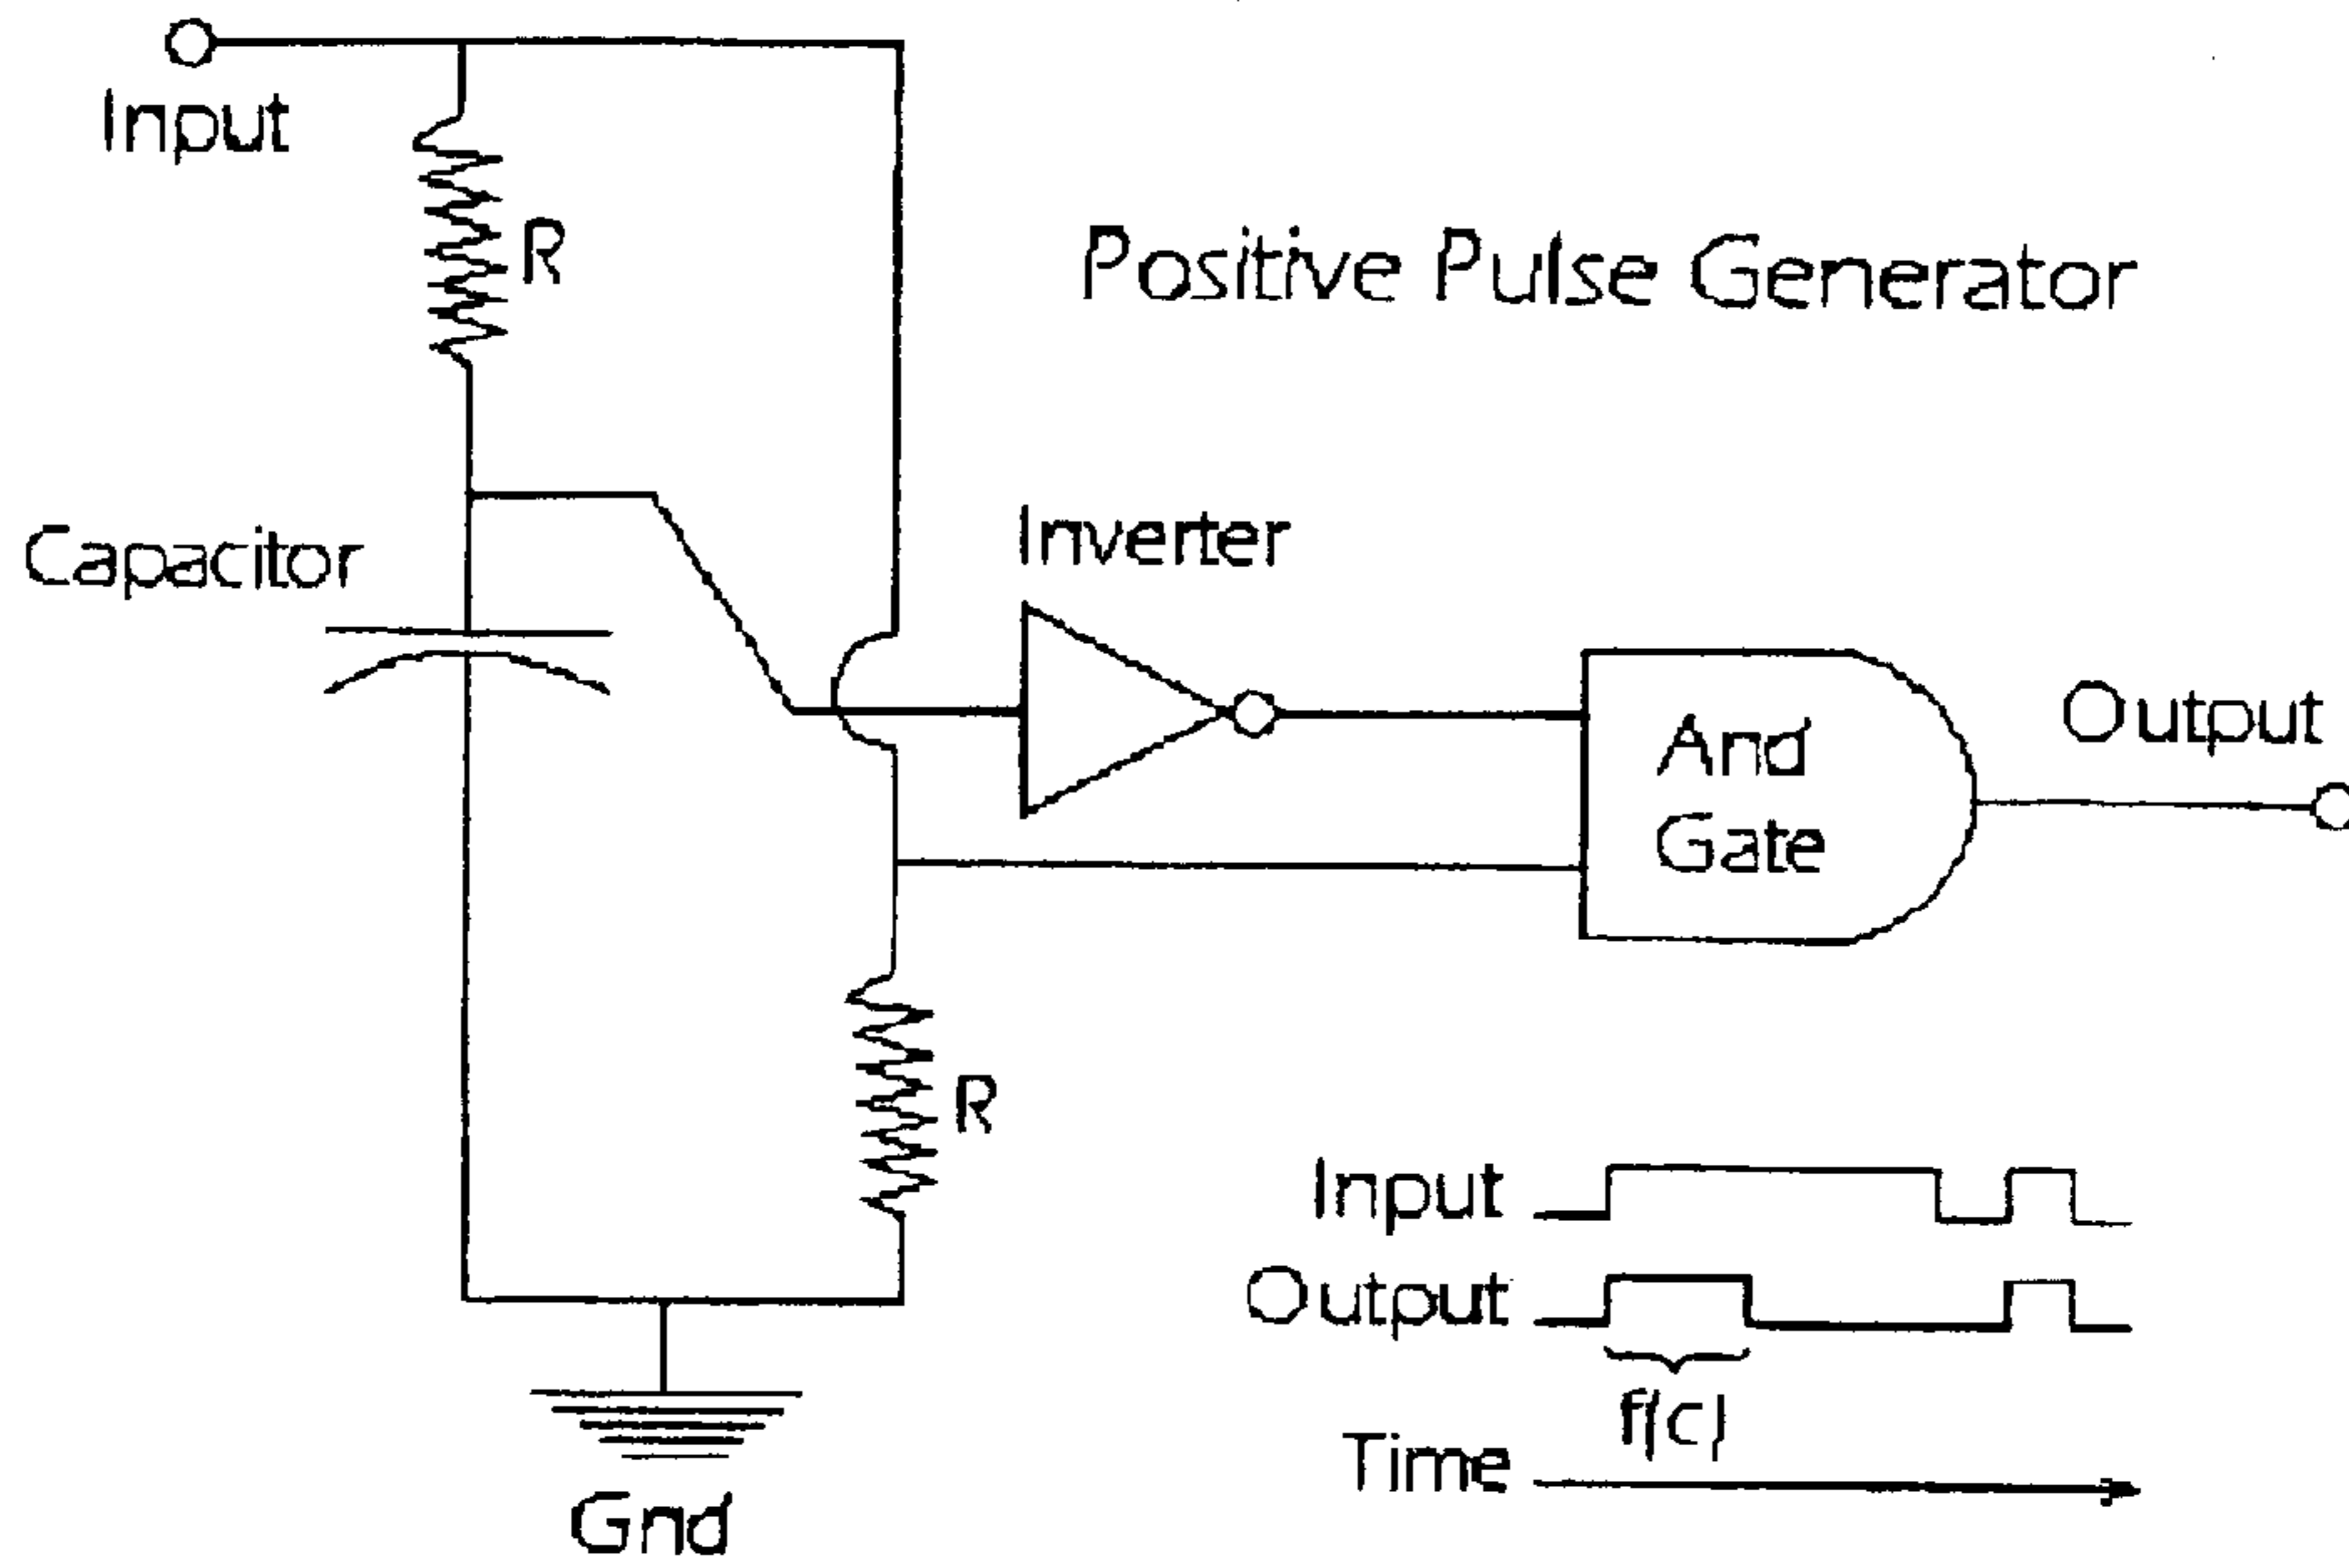 Input
R
Positive Pulse Generator
Capacitor
Inverter
And
Gate
Output
R
Input
Output
f(c)
Time
Gnd